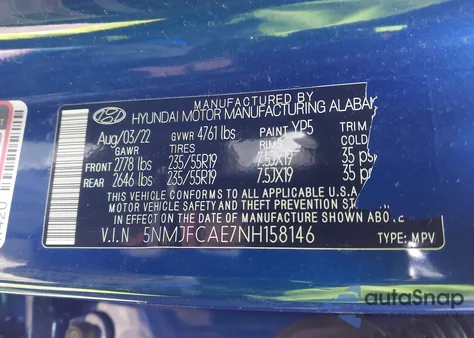 MANUFACTURED BY
HYUNDAI MOTOR MANUFACTURING ALABA
Aug/03/22 GVWR 4761 lbs PAINT YP5 TRIM
GAWR TIRES RIMS COLD
FRONT 2778 lbs 235/55R19 7.5JX19 35 psi
REAR 2646 lbs 235/55R19 7.5JX19 35 p
THIS VEHICLE CONFORMS TO ALL APPLICABLE U.S.A
MOTOR VEHICLE SAFETY AND THEFT PREVENTION
IN EFFECT ON THE DATE OF MANUFACTURE SHOWN ABOVE.
V.I.N 5NMJFCAE7NH158146 TYPE: MPV
autoSnap